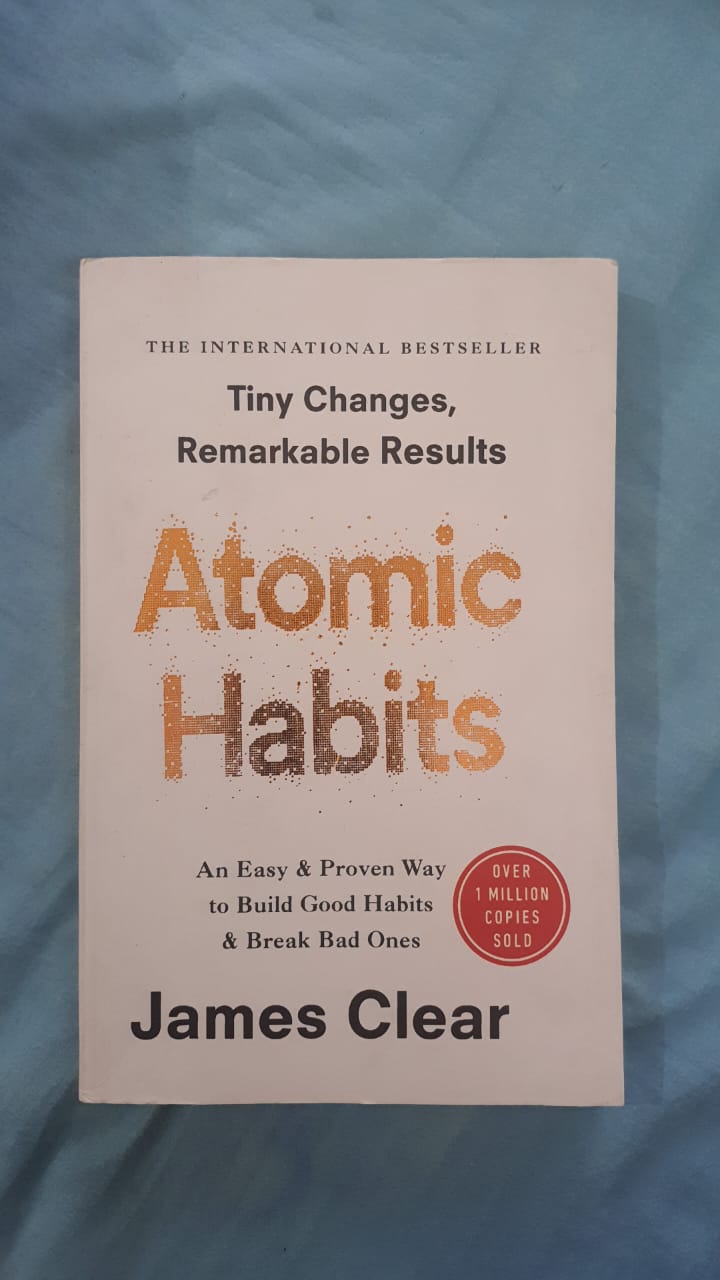 THE INTERNATIONAL BESTSELLER
Tiny Changes,
Remarkable Results
Atomic
Habits
An Easy & Proven Way
to Build Good Habits
& Break Bad Ones
OVER
1 MILLION
COPIES
SOLD
James Clear